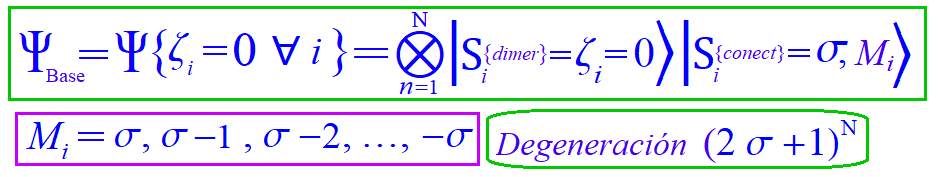 Ψ_Base = Ψ{ζ_i = 0 ∀ i} = ⨂_{n=1}^{N} |S_i^{dimer} = ζ_i = 0⟩ |S_i^{conect} = σ, M_i⟩
M_i = σ, σ − 1, σ − 2, ..., −σ Degeneración (2 σ + 1)^N